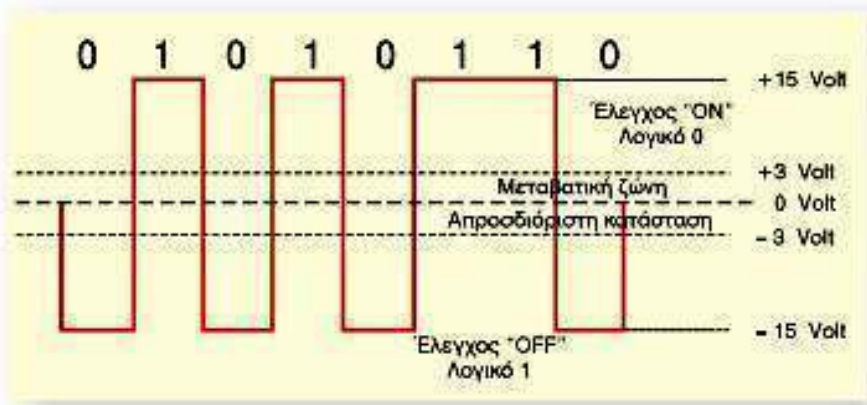 0 1 0 1 0 1 1 0
+15 Volt
Έλεγχος "ON"
Λογικό 0
+3 Volt
Μεταβατική ζώνη
0 Volt
Απροσδιόριστη κατάσταση
- 3 Volt
- 15 Volt
Έλεγχος "OFF"
Λογικό 1